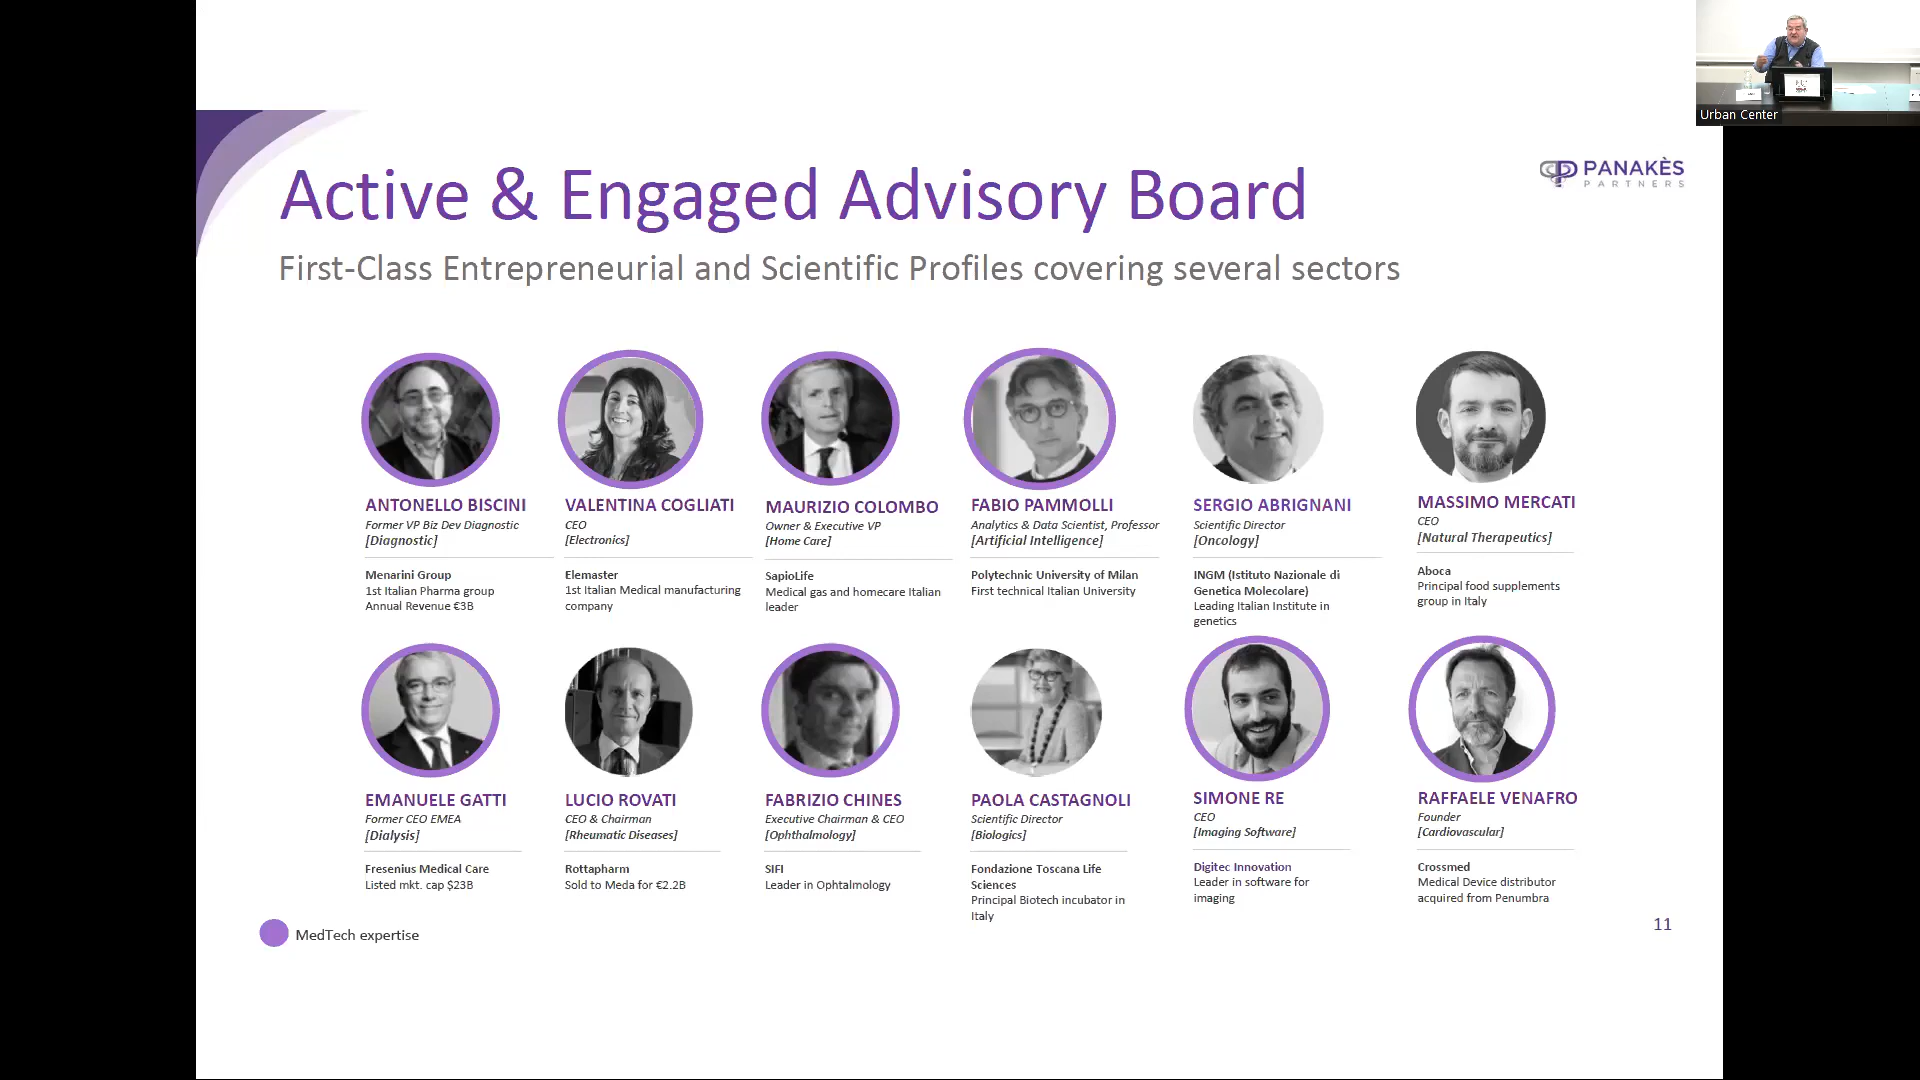 Urban Center
PANAKÈS
PARTNERS
Active & Engaged Advisory Board
First-Class Entrepreneurial and Scientific Profiles covering several sectors
ANTONELLO BISCINI
Former VP Biz Dev Diagnostic
[Diagnostic]
Menarini Group
1st Italian Pharma group
Annual Revenue €3B
VALENTINA COGLIATI
CEO
[Electronics]
Elemaster
1st Italian Medical manufacturing
company
MAURIZIO COLOMBO
Owner & Executive VP
[Home Care]
SapioLife
Medical gas and homecare Italian
leader
FABIO PAMMOLLI
Analytics & Data Scientist, Professor
[Artificial Intelligence]
Polytechnic University of Milan
First technical Italian University
SERGIO ABRIGNANI
Scientific Director
[Oncology]
INGM (Istituto Nazionale di
Genetica Molecolare)
Leading Italian Institute in
genetics
MASSIMO MERCATI
CEO
[Natural Therapeutics]
Aboca
Principal food supplements
group in Italy
EMANUELE GATTI
Former CEO EMEA
[Dialysis]
Fresenius Medical Care
Listed mkt. cap $23B
LUCIO ROVATI
CEO & Chairman
[Rheumatic Diseases]
Rottapharm
Sold to Meda for €2.2B
FABRIZIO CHINES
Executive Chairman & CEO
[Ophthalmology]
SIFI
Leader in Ophtalmology
PAOLA CASTAGNOLI
Scientific Director
[Biologics]
Fondazione Toscana Life
Sciences
Principal Biotech incubator in
Italy
SIMONE RE
CEO
[Imaging Software]
Digitec Innovation
Leader in software for
imaging
RAFFAELE VENAFRO
Founder
[Cardiovascular]
Crossmed
Medical Device distributor
acquired from Penumbra
MedTech expertise
11